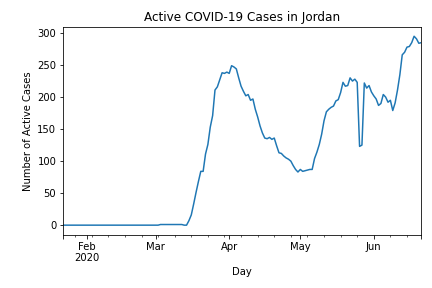 Active COVID-19 Cases in Jordan
300
250
200
150
100
50
0
Number of Active Cases
Feb
2020
Mar
Apr
May
Jun
Day